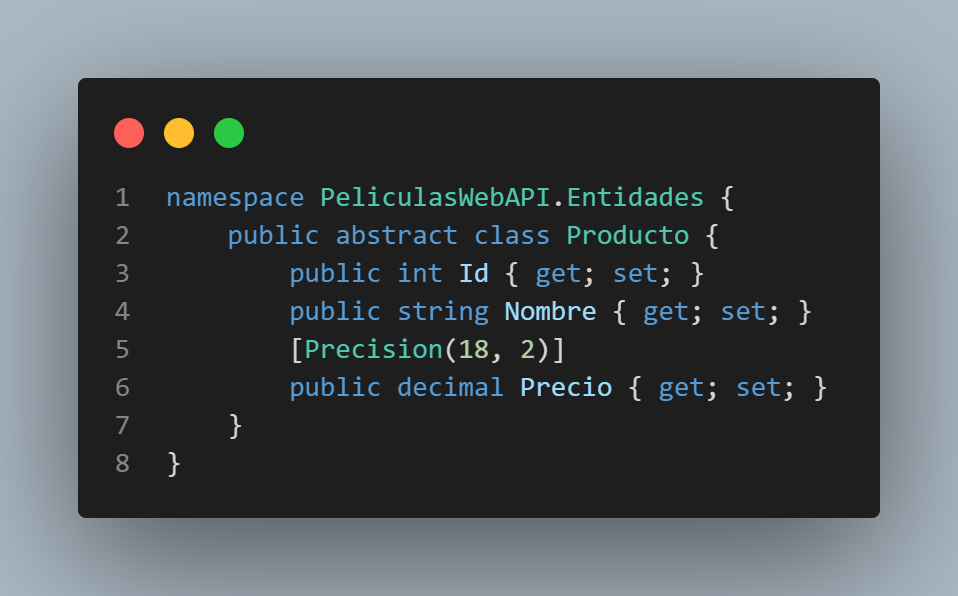 1 namespace PeliculasWebAPI.Entidades {
2     public abstract class Producto {
3         public int Id { get; set; }
4         public string Nombre { get; set; }
5         [Precision(18, 2)]
6         public decimal Precio { get; set; }
7     }
8 }